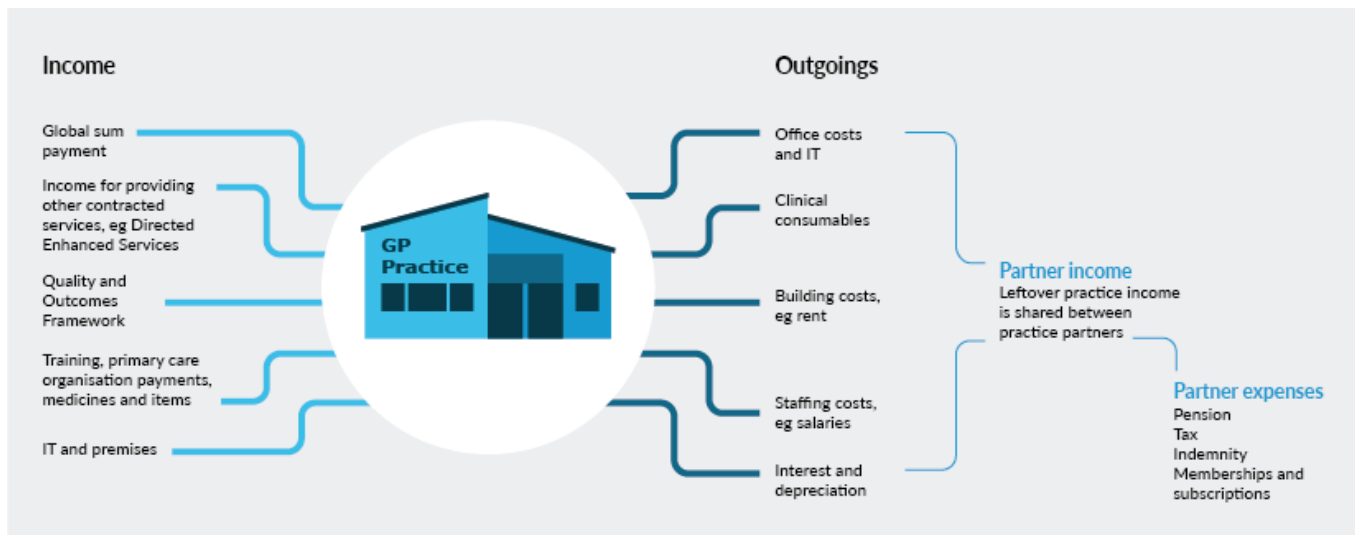 Income
Global sum
payment
Income for providing
other contracted
services, eg Directed
Enhanced Services
Quality and
Outcomes
Framework
Training, primary care
organisation payments,
medicines and items
IT and premises
GP
Practice
Outgoings
Office costs
and IT
Clinical
consumables
Building costs,
eg rent
Staffing costs,
eg salaries
Interest and
depreciation
Partner income
Leftover practice income
is shared between
practice partners
Partner expenses
Pension
Tax
Indemnity
Memberships and
subscriptions